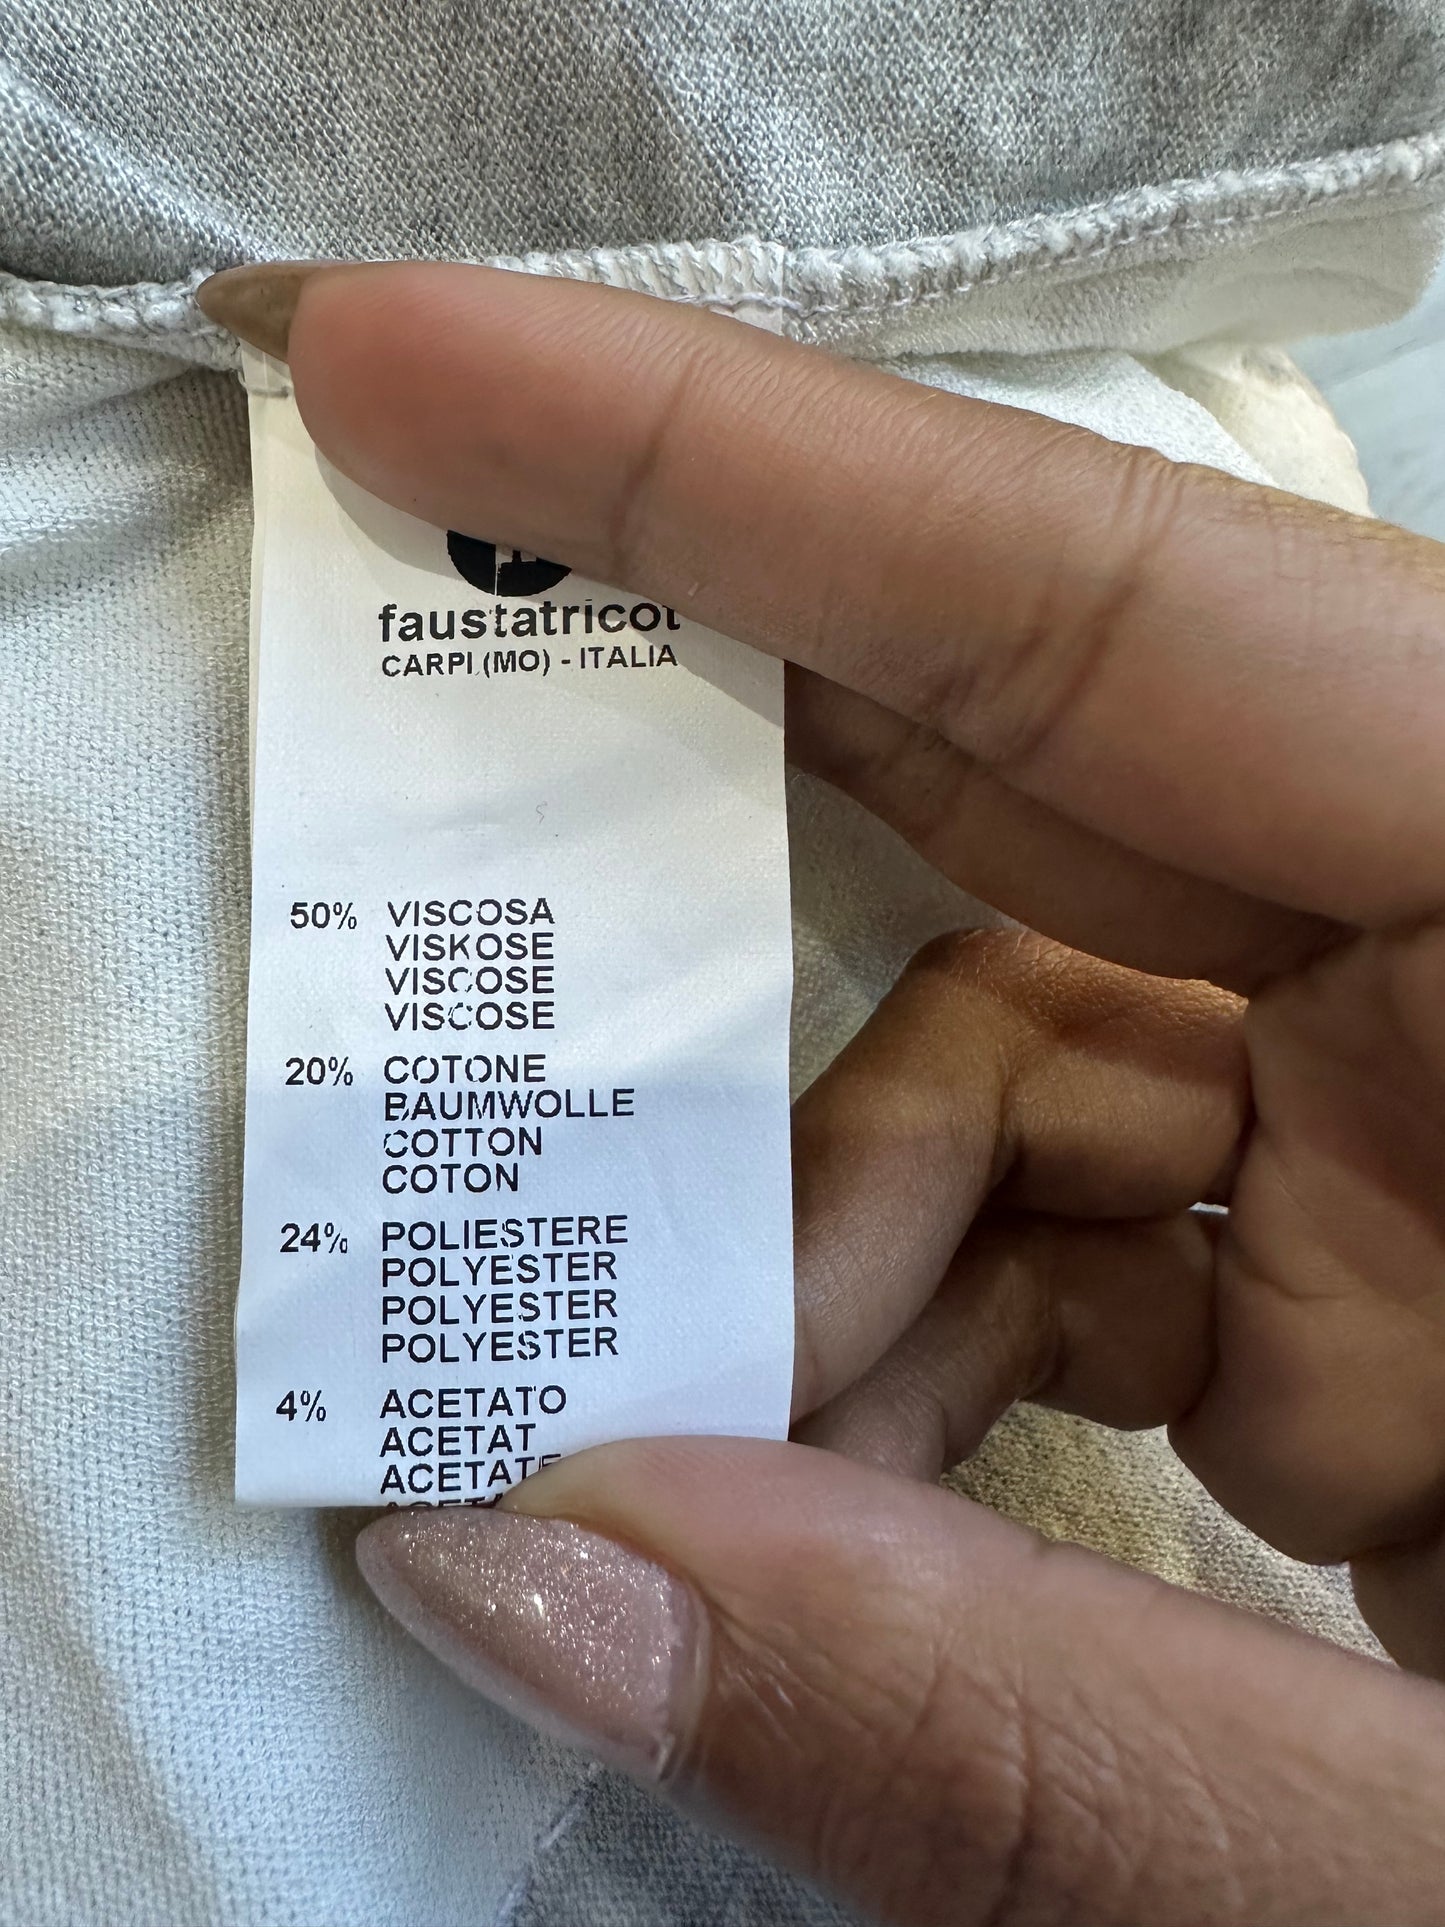 faustatricot
CARPI (MO) - ITALIA
50% VISCOSA
VISKOSE
VISCOSE
VISCOSE
20% COTONE
BAUMWOLLE
COTTON
COTON
24% POLIESTERE
POLYESTER
POLYESTER
POLYESTER
4% ACETATO
ACETAT
ACETATE